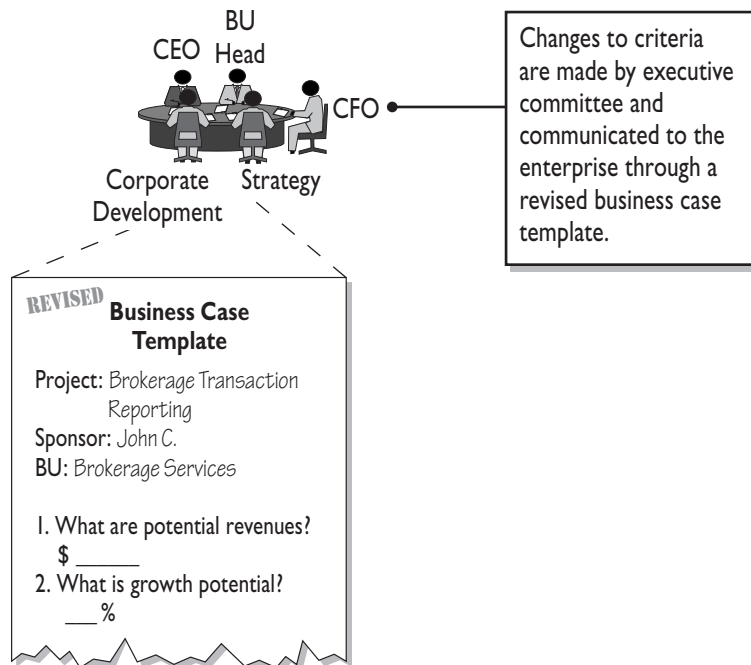 BU
CEO Head
CFO
Corporate Strategy
Development
Changes to criteria
are made by executive
committee and
communicated to the
enterprise through a
revised business case
template.
REVISED
Business Case
Template
Project: Brokerage Transaction
Reporting
Sponsor: John C.
BU: Brokerage Services
1. What are potential revenues?
$ ______
2. What is growth potential?
___ %